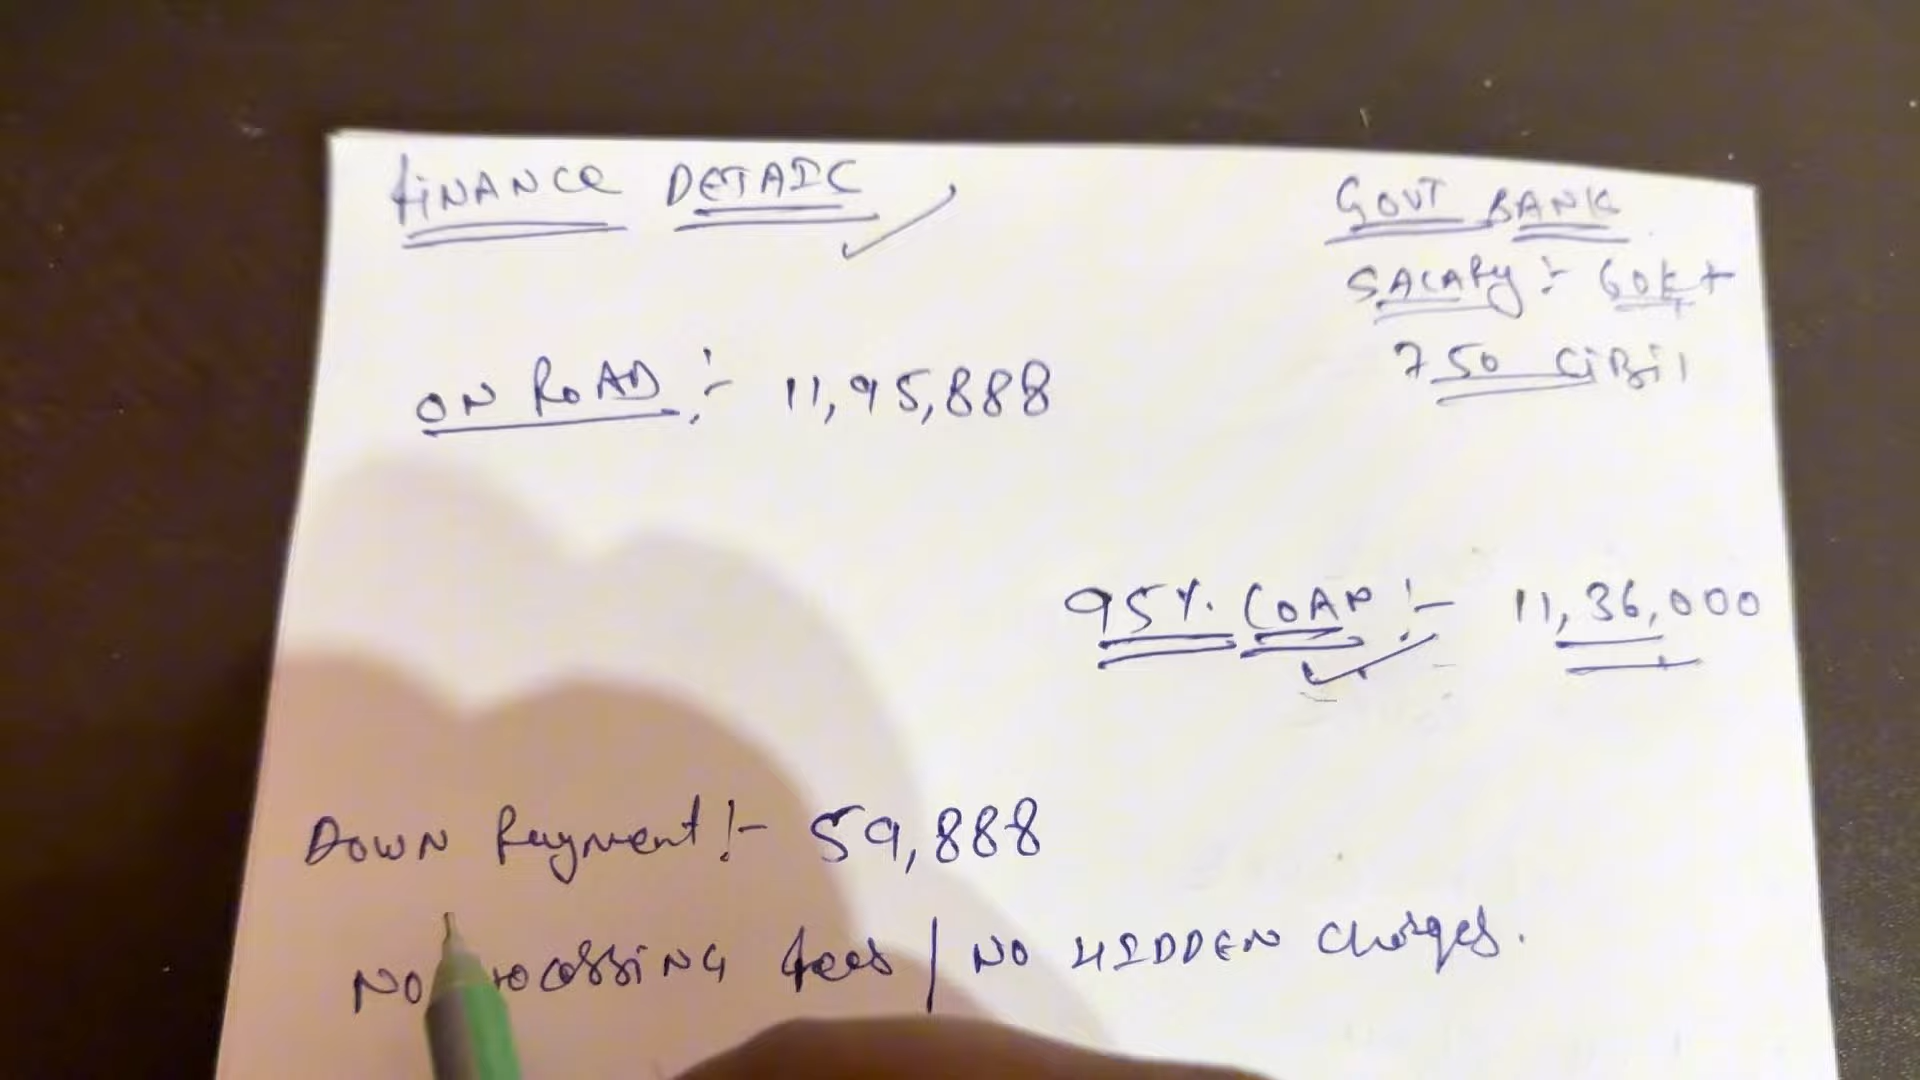 FINANCE DETAIL
GOVT BANK
SALARY :- 60K+
750 CiBil
ON ROAD :- 11,95,888
95% LOAN :- 11,36,000
DOWN Payment :- 59,888
NO fees / NO HIDDEN Charges.